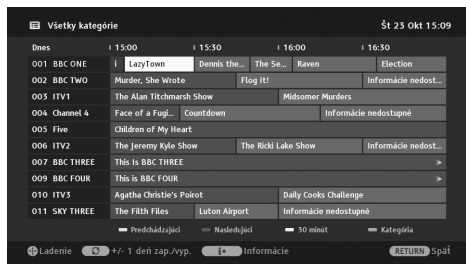 Všetky kategórie Št 23 Okt 15:09
Dnes 15:00 15:30 16:00 16:30
001 BBC ONE i LazyTown Dennis the... The Se... Raven Election
002 BBC TWO Murder, She Wrote Flog It! Informácie nedost...
003 ITV1 The Alan Titchmarsh Show Midsomer Murders
004 Channel 4 Face of a Fugi... Countdown Informácie nedostupné
005 Five Children of My Heart
006 ITV2 The Jeremy Kyle Show The Ricki Lake Show Informácie nedost...
007 BBC THREE This Is BBC THREE
009 BBC FOUR This is BBC FOUR
010 ITV3 Agatha Christie's Poirot Daily Cooks Challenge
011 SKY THREE The Filth Files Luton Airport Informácie nedostupné
Predchádzajúci Nasledujúci 30 minút Kategória
Ladenie +/- 1 deň zap./vyp. i+ Informácie RETURN Späť